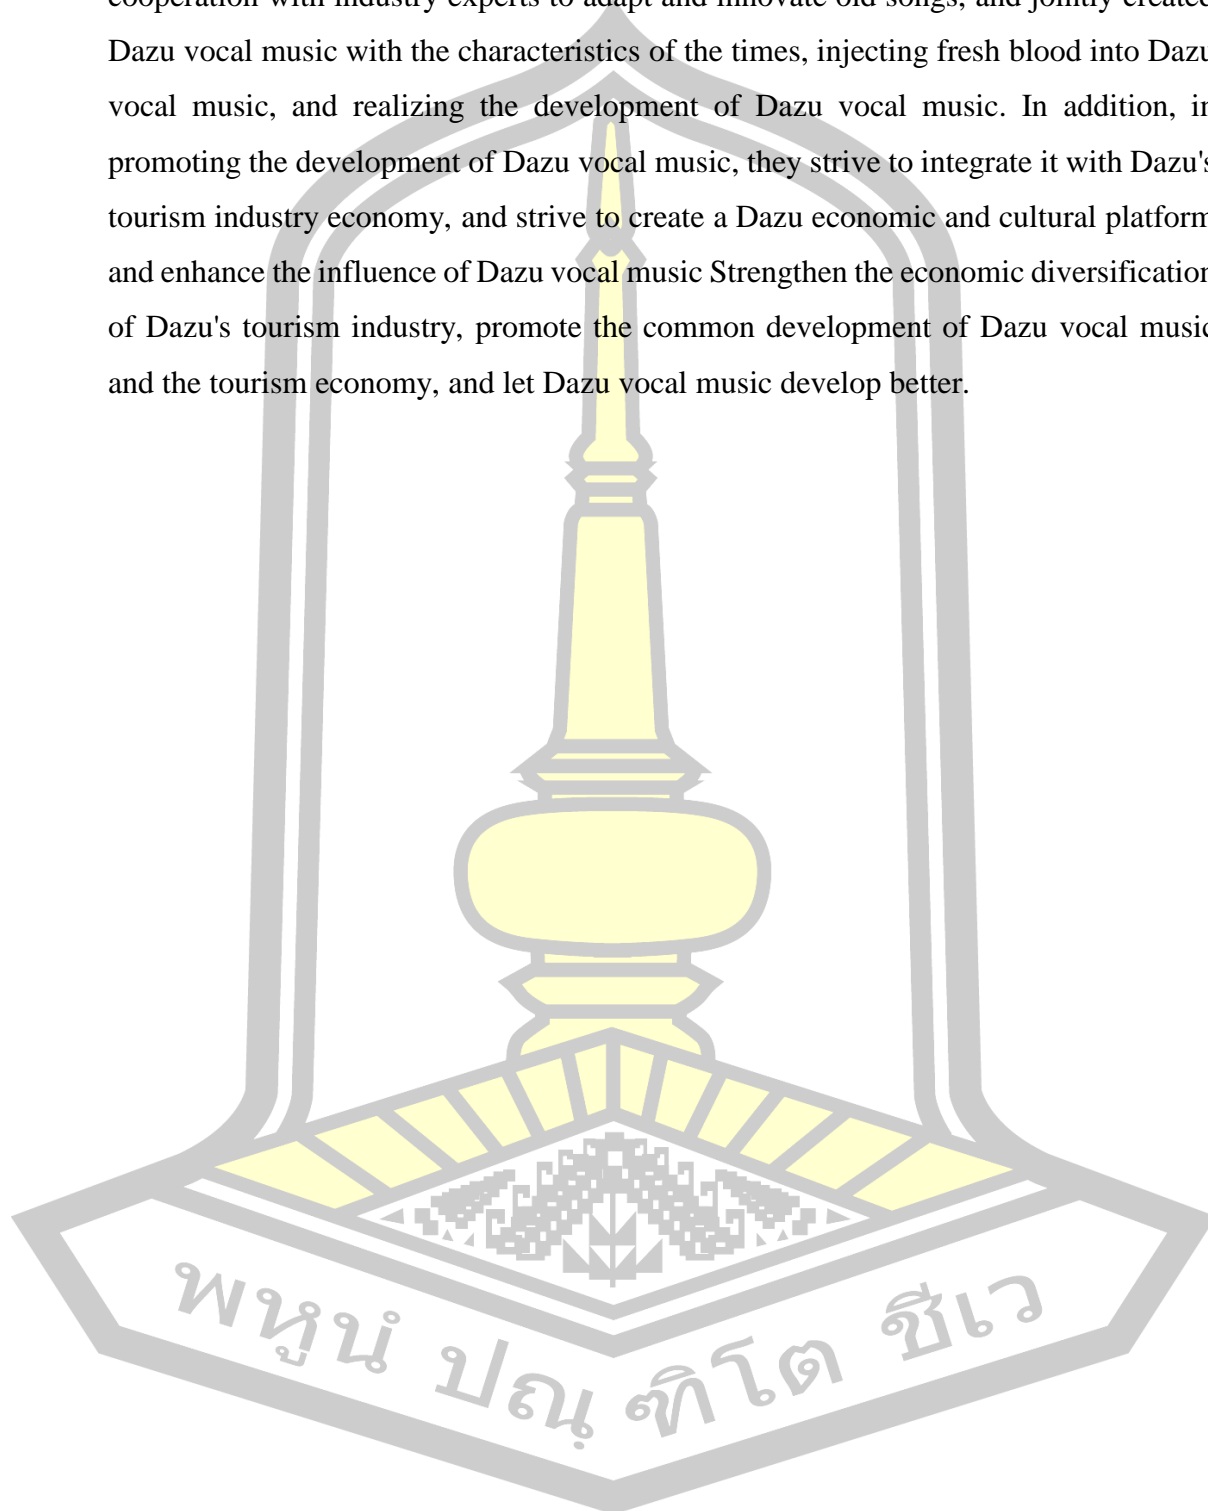 cooperation with industry experts to adapt and innovate old songs, and jointly created
Dazu vocal music with the characteristics of the times, injecting fresh blood into Dazu
vocal music, and realizing the development of Dazu vocal music. In addition, in
promoting the development of Dazu vocal music, they strive to integrate it with Dazu's
tourism industry economy, and strive to create a Dazu economic and cultural platform
and enhance the influence of Dazu vocal music Strengthen the economic diversification
of Dazu's tourism industry, promote the common development of Dazu vocal music
and the tourism economy, and let Dazu vocal music develop better.
พหูนํ ปณฺฑิโต ชีเว